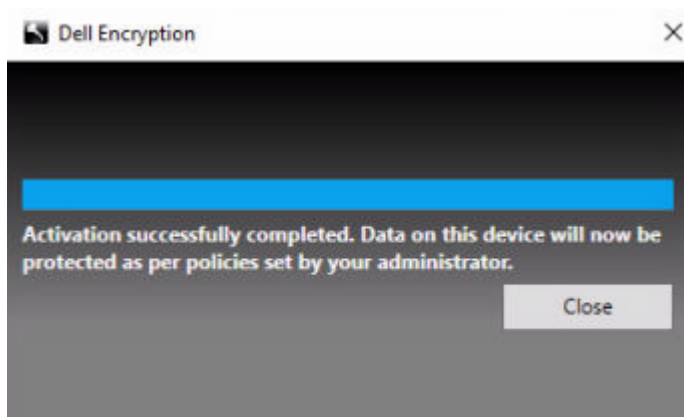 Dell Encryption
Activation successfully completed. Data on this device will now be
protected as per policies set by your administrator.
Close